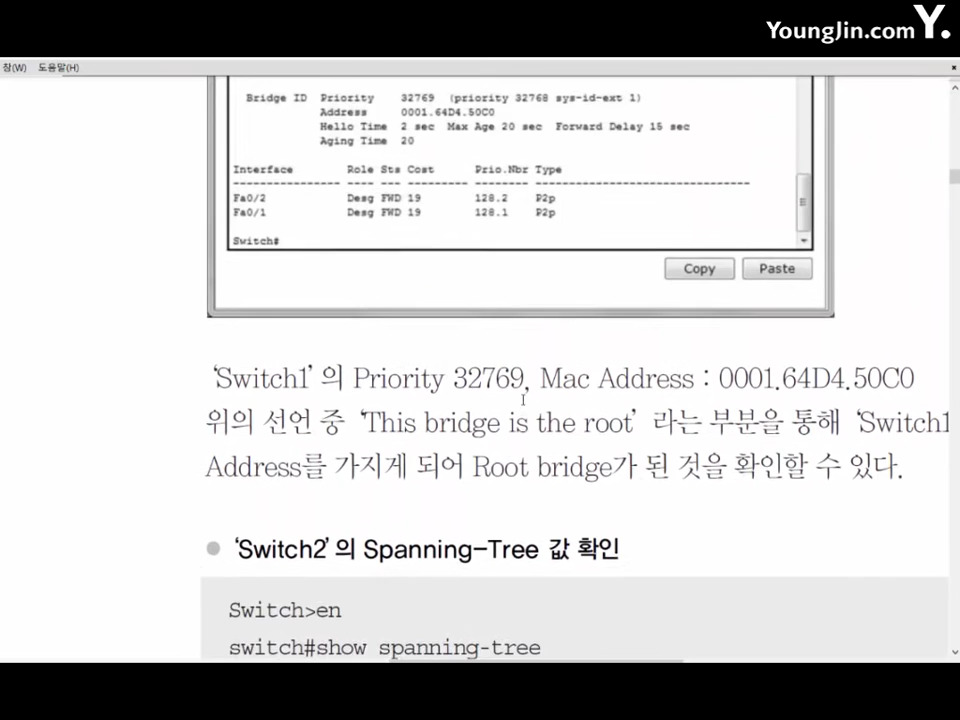 YoungJin.com Y.
창(W) 도움말(H)
Bridge ID Priority 32769 (priority 32768 sys-id-ext 1)
Address 0001.64D4.50C0
Hello Time 2 sec Max Age 20 sec Forward Delay 15 sec
Aging Time 20
Interface Role Sts Cost Prio.Nbr Type
---------------- ---- --- --------- -------- --------------------------------
Fa0/2 Desg FWD 19 128.2 P2p
Fa0/1 Desg FWD 19 128.1 P2p
Switch#
Copy Paste
‘Switch1’의 Priority 32769, Mac Address : 0001.64D4.50C0
위의 선언 중 ‘This bridge is the root’ 라는 부분을 통해 ‘Switch1
Address를 가지게 되어 Root bridge가 된 것을 확인할 수 있다.
● ‘Switch2’의 Spanning-Tree 값 확인
Switch>en
switch#show spanning-tree